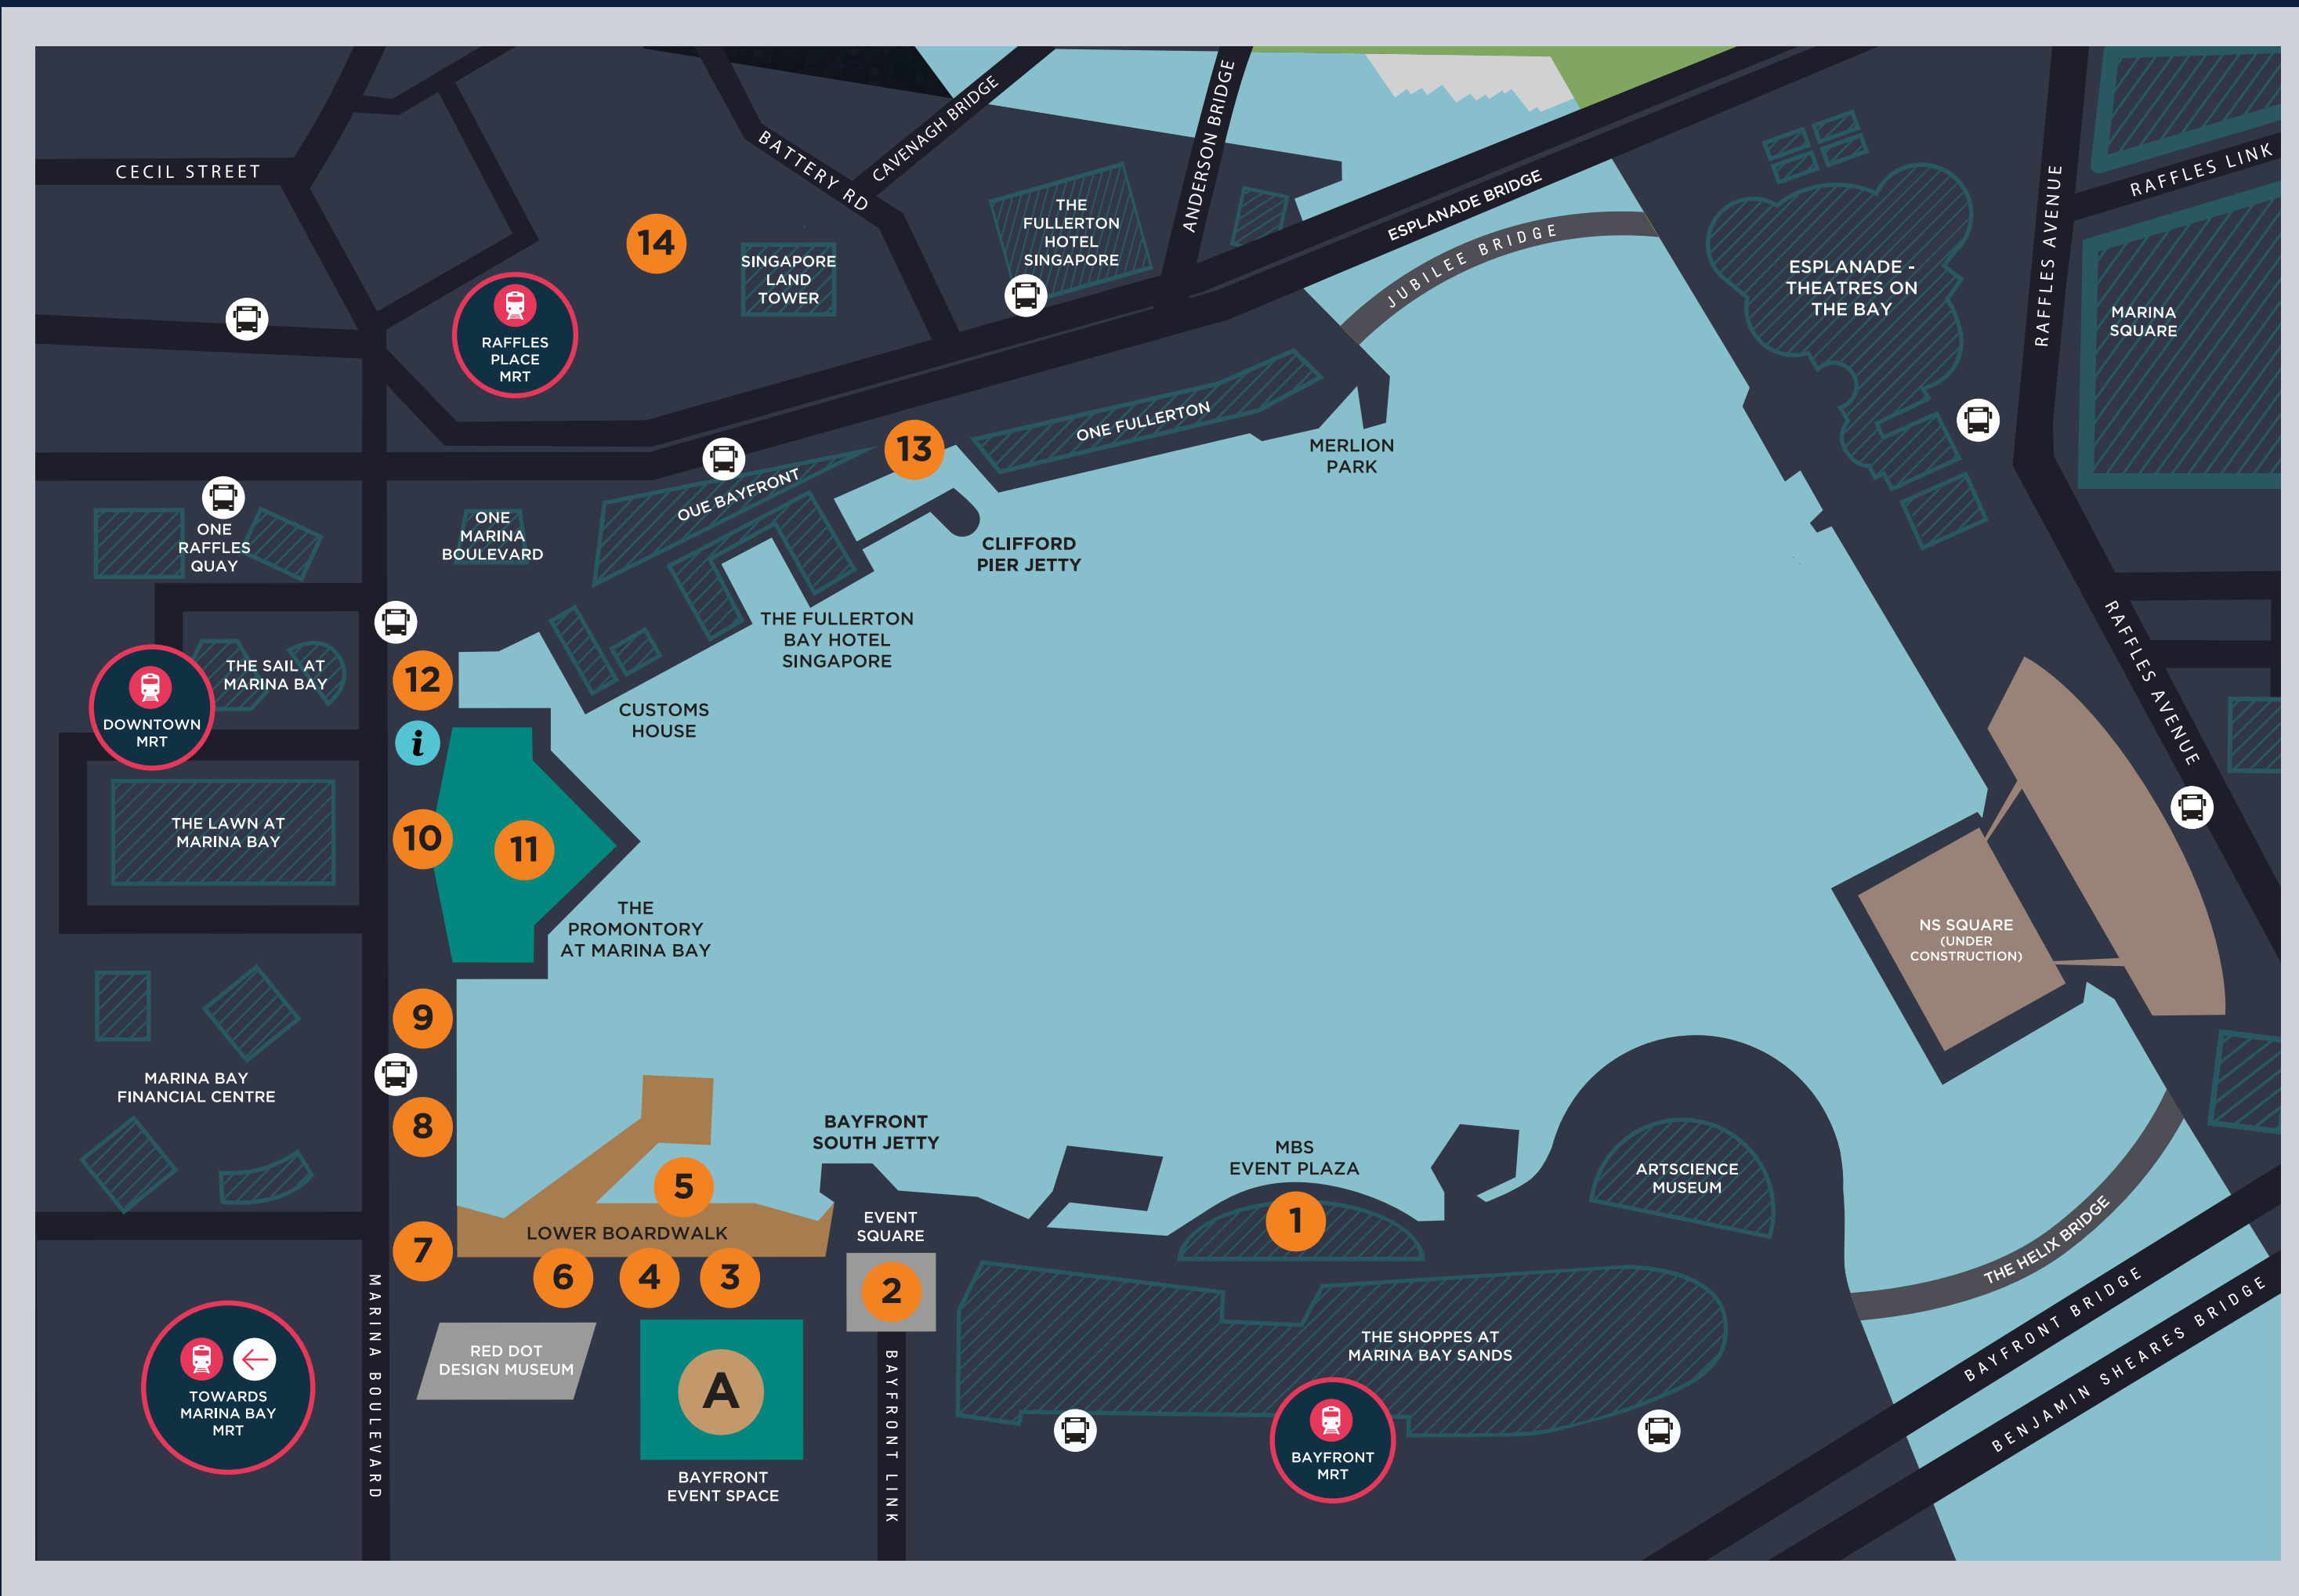 CECIL STREET
BATTERY RD
CAVENAGH BRIDGE
ANDERSON BRIDGE
ESPLANADE BRIDGE
JUBILEE BRIDGE
RAFFLES AVENUE
RAFFLES LINK
14
SINGAPORE
LAND
TOWER
THE
FULLERTON
HOTEL
SINGAPORE
ESPLANADE -
THEATRES ON
THE BAY
MARINA
SQUARE
RAFFLES
PLACE
MRT
13
ONE FULLERTON
MERLION
PARK
OUE BAYFRONT
ONE
RAFFLES
QUAY
ONE
MARINA
BOULEVARD
CLIFFORD
PIER JETTY
THE FULLERTON
BAY HOTEL
SINGAPORE
CUSTOMS
HOUSE
RAFFLES AVENUE
12
THE SAIL AT
MARINA BAY
DOWNTOWN
MRT
i
THE LAWN AT
MARINA BAY
10
11
THE
PROMONTORY
AT MARINA BAY
NS SQUARE
(UNDER
CONSTRUCTION)
9
MARINA BAY
FINANCIAL CENTRE
8
BAYFRONT
SOUTH JETTY
MBS
EVENT PLAZA
1
ARTSCIENCE
MUSEUM
5
LOWER BOARDWALK
EVENT
SQUARE
7
6
4
3
2
THE HELIX BRIDGE
BAYFRONT BRIDGE
BENJAMIN SHEARES BRIDGE
THE SHOPPES AT
MARINA BAY SANDS
RED DOT
DESIGN MUSEUM
A
MARINA BOULEVARD
BAYFRONT LINK
TOWARDS
MARINA BAY
MRT
BAYFRONT
EVENT SPACE
BAYFRONT
MRT